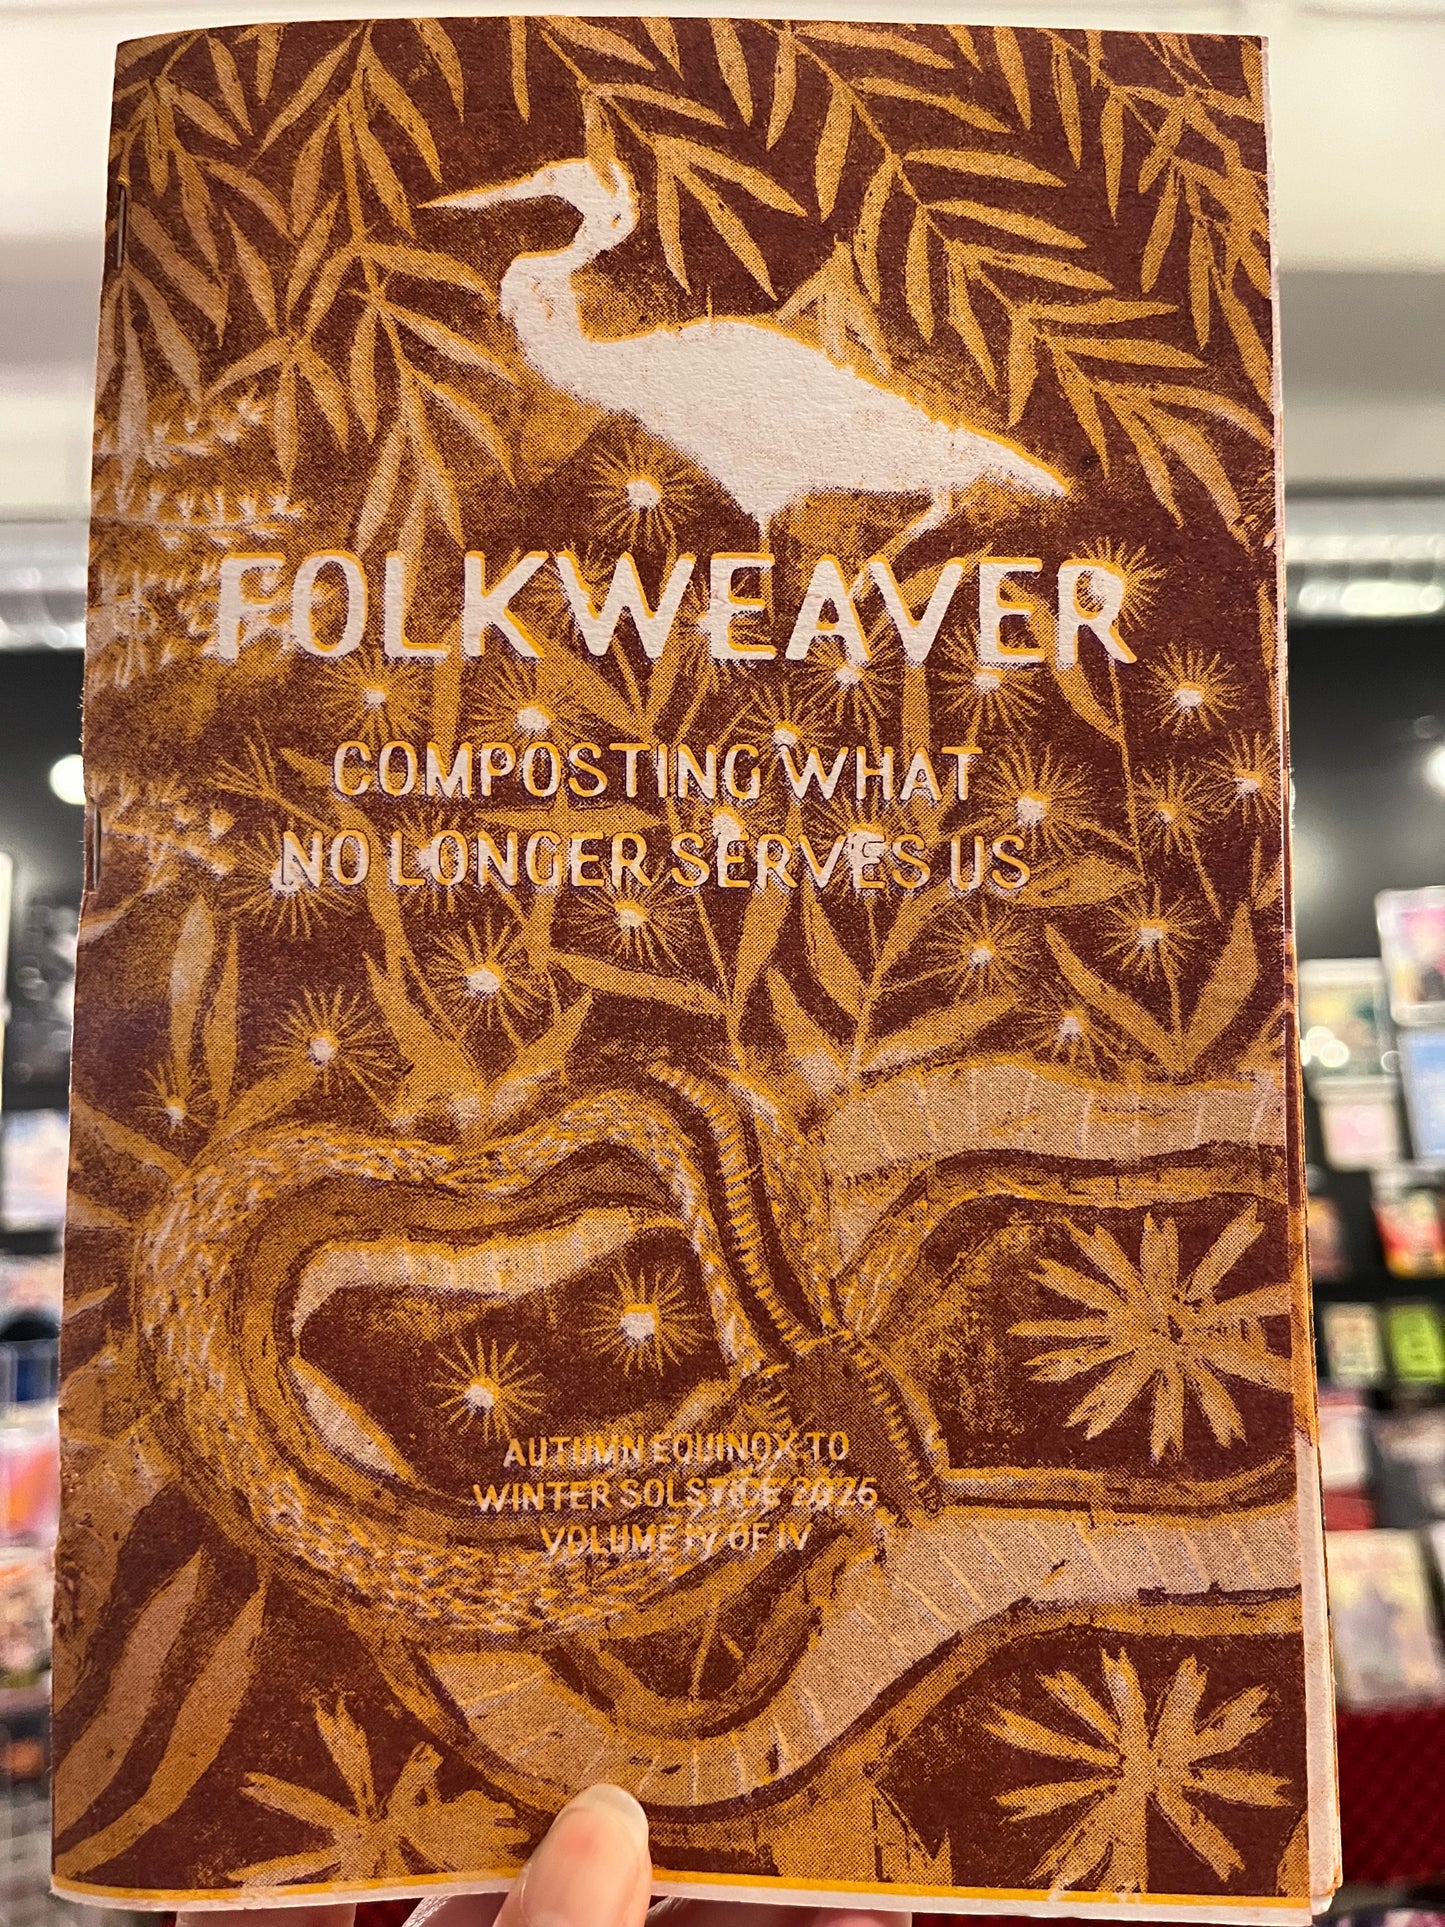 FOLKWEAVER
COMPOSTING WHAT
NO LONGER SERVES US
AUTUMN EQUINOX TO
WINTER SOLSTICE 2025
VOLUME IV OF IV